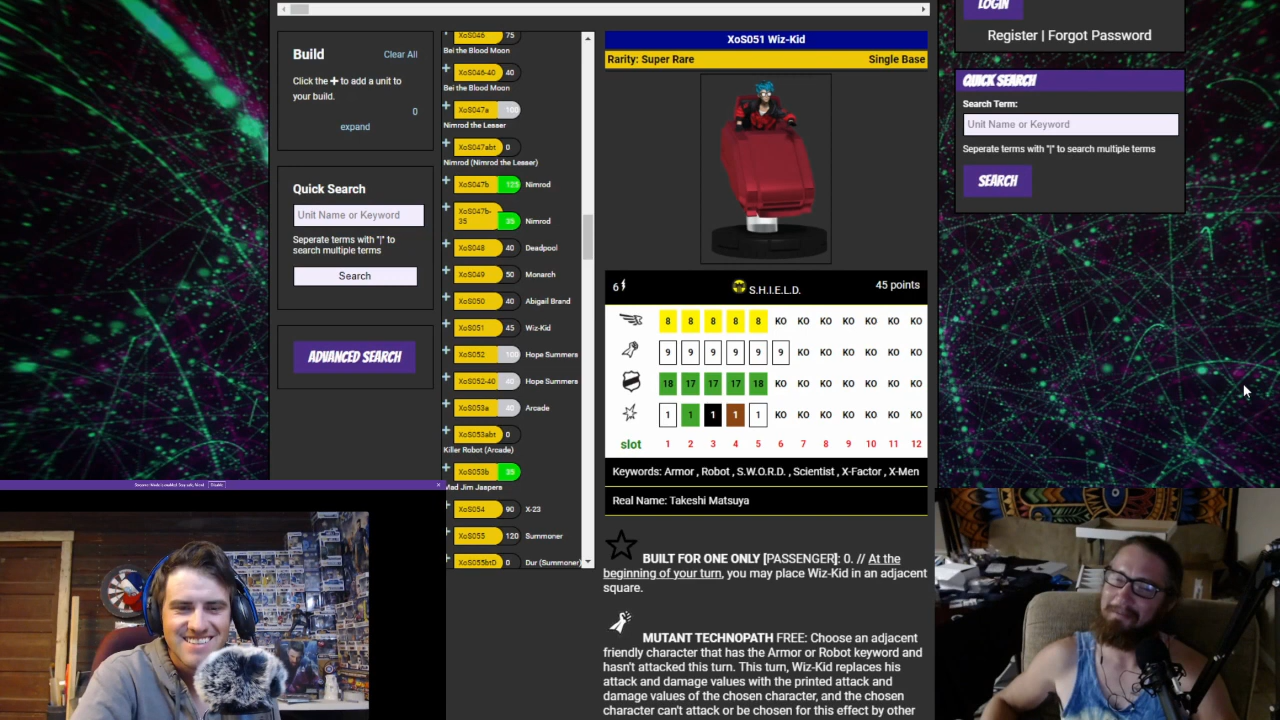 Build
Clear All
Click the + to add a unit to
your build.
0
expand
Quick Search
Unit Name or Keyword
Seperate terms with "|" to
search multiple terms
Search
ADVANCED SEARCH
XoS046 75
Bei the Blood Moon
XoS046-40 40
Bei the Blood Moon
XoS047a 100
Nimrod the Lesser
XoS047abt 0
Nimrod (Nimrod the Lesser)
XoS047b 125 Nimrod
XoS047b-
35 35 Nimrod
XoS048 40 Deadpool
XoS049 50 Monarch
XoS050 40 Abigail Brand
XoS051 45 Wiz-Kid
XoS052 100 Hope Summers
XoS052-40 40 Hope Summers
XoS053a 40 Arcade
XoS053abt 0
Killer Robot (Arcade)
XoS053b 35
Mad Jim Jaspers
XoS054 90 X-23
XoS055 120 Summoner
XoS055btD 0 Dur (Summoner)
XoS051 Wiz-Kid
Rarity: Super Rare Single Base
6 S.H.I.E.L.D. 45 points
8 8 8 8 8 KO KO KO KO KO KO KO
9 9 9 9 9 9 KO KO KO KO KO KO
18 17 17 17 18 KO KO KO KO KO KO KO
1 1 1 1 1 KO KO KO KO KO KO KO
slot 1 2 3 4 5 6 7 8 9 10 11 12
Keywords: Armor , Robot , S.W.O.R.D. , Scientist , X-Factor , X-Men
Real Name: Takeshi Matsuya
BUILT FOR ONE ONLY [PASSENGER]: 0. // At the
beginning of your turn, you may place Wiz-Kid in an adjacent
square.
MUTANT TECHNOPATH FREE: Choose an adjacent
friendly character that has the Armor or Robot keyword and
hasn't attacked this turn. This turn, Wiz-Kid replaces his
attack and damage values with the printed attack and
damage values of the chosen character, and the chosen
character can't attack or be chosen for this effect by other
LOGIN
Register | Forgot Password
QUICK SEARCH
Search Term:
Unit Name or Keyword
Seperate terms with "|" to search multiple terms
SEARCH